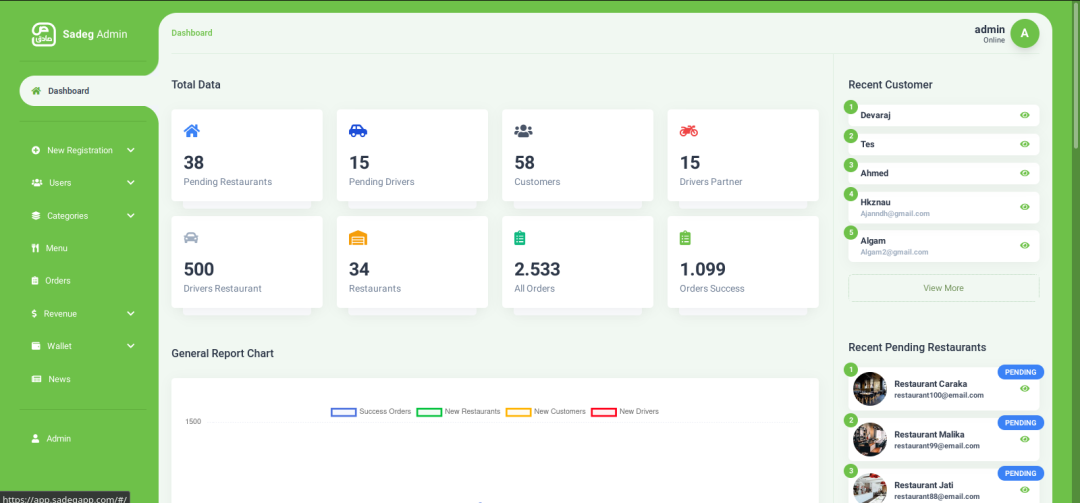 صادق
Sadeg Admin
Dashboard
New Registration
Users
Categories
Menu
Orders
Revenue
Wallet
News
Admin
https://app.sadegapp.com/#/
Dashboard
admin
Online
A
Total Data
38
Pending Restaurants
15
Pending Drivers
58
Customers
15
Drivers Partner
500
Drivers Restaurant
34
Restaurants
2.533
All Orders
1.099
Orders Success
General Report Chart
Success Orders
New Restaurants
New Customers
New Drivers
1500
Recent Customer
1
Devaraj
2
Tes
3
Ahmed
4
Hkznau
Ajanndh@gmail.com
5
Algam
Algam2@gmail.com
View More
Recent Pending Restaurants
1
PENDING
Restaurant Caraka
restaurant100@email.com
2
PENDING
Restaurant Malika
restaurant99@email.com
3
PENDING
Restaurant Jati
restaurant88@email.com